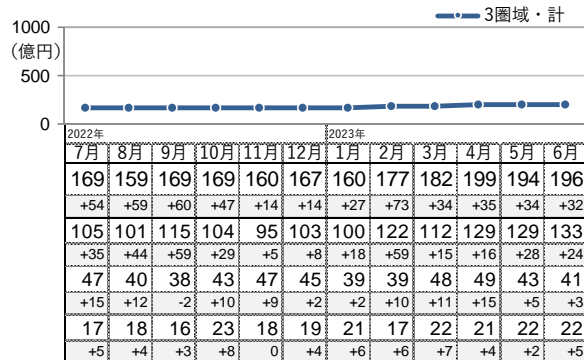 3圏域・計
1000
(億円)
500
0
2022年 2023年
7月 8月 9月 10月 11月 12月 1月 2月 3月 4月 5月 6月
169 159 169 169 160 167 160 177 182 199 194 196
+54 +59 +60 +47 +14 +14 +27 +73 +34 +35 +34 +32
105 101 115 104 95 103 100 122 112 129 129 133
+35 +44 +59 +29 +5 +8 +18 +59 +15 +16 +28 +24
47 40 38 43 47 45 39 39 48 49 43 41
+15 +12 -2 +10 +9 +2 +2 +10 +11 +15 +5 +3
17 18 16 23 18 19 21 17 22 21 22 22
+5 +4 +3 +8 0 +4 +6 +6 +7 +4 +2 +5